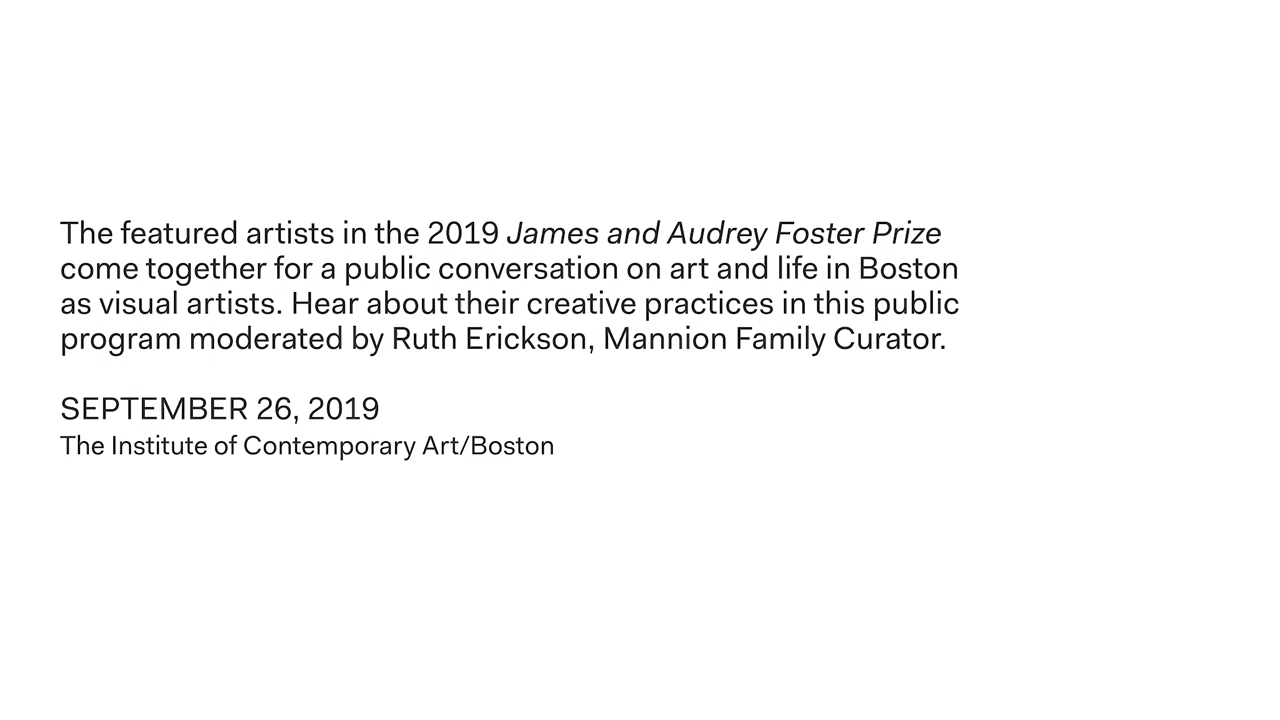 The featured artists in the 2019 James and Audrey Foster Prize
come together for a public conversation on art and life in Boston
as visual artists. Hear about their creative practices in this public
program moderated by Ruth Erickson, Mannion Family Curator.
SEPTEMBER 26, 2019
The Institute of Contemporary Art/Boston